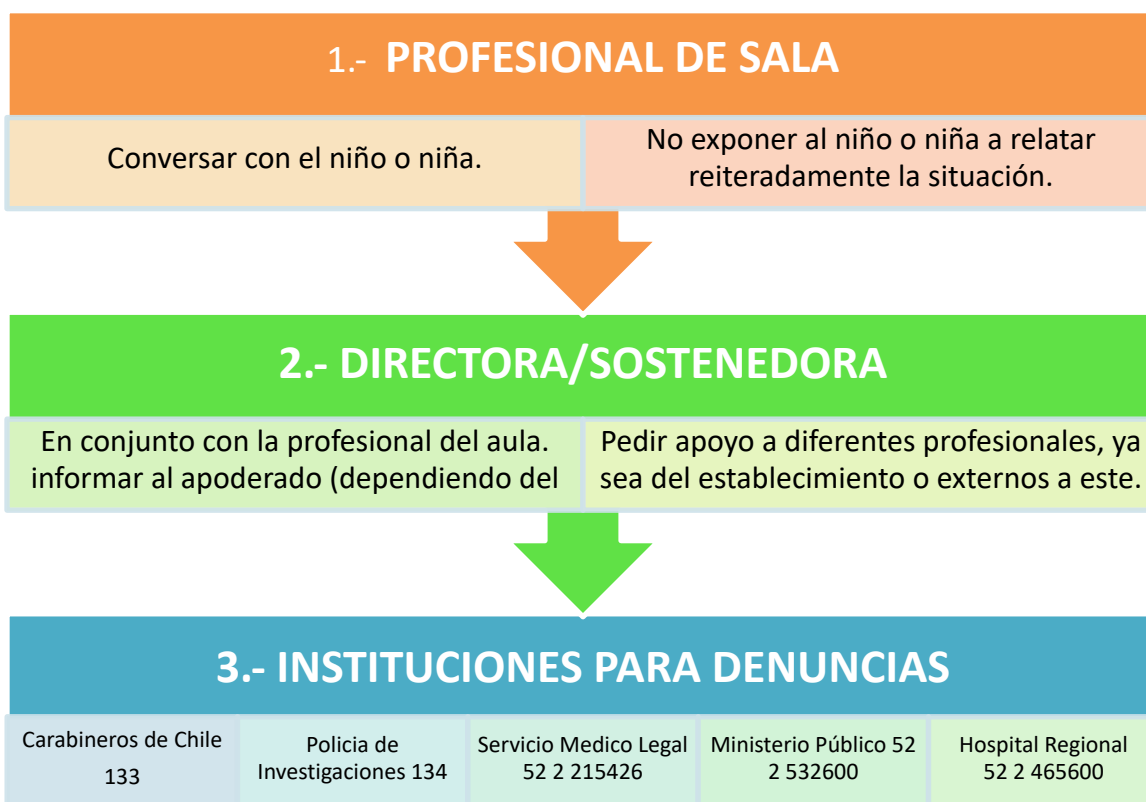 1.- PROFESIONAL DE SALA
Conversar con el niño o niña.
No exponer al niño o niña a relatar
reiteradamente la situación.
2.- DIRECTORA/SOSTENEDORA
En conjunto con la profesional del aula.
informar al apoderado (dependiendo del
Pedir apoyo a diferentes profesionales, ya
sea del establecimiento o externos a este.
3.- INSTITUCIONES PARA DENUNCIAS
Carabineros de Chile
133
Policia de
Investigaciones 134
Servicio Medico Legal
52 2 215426
Ministerio Público 52
2 532600
Hospital Regional
52 2 465600